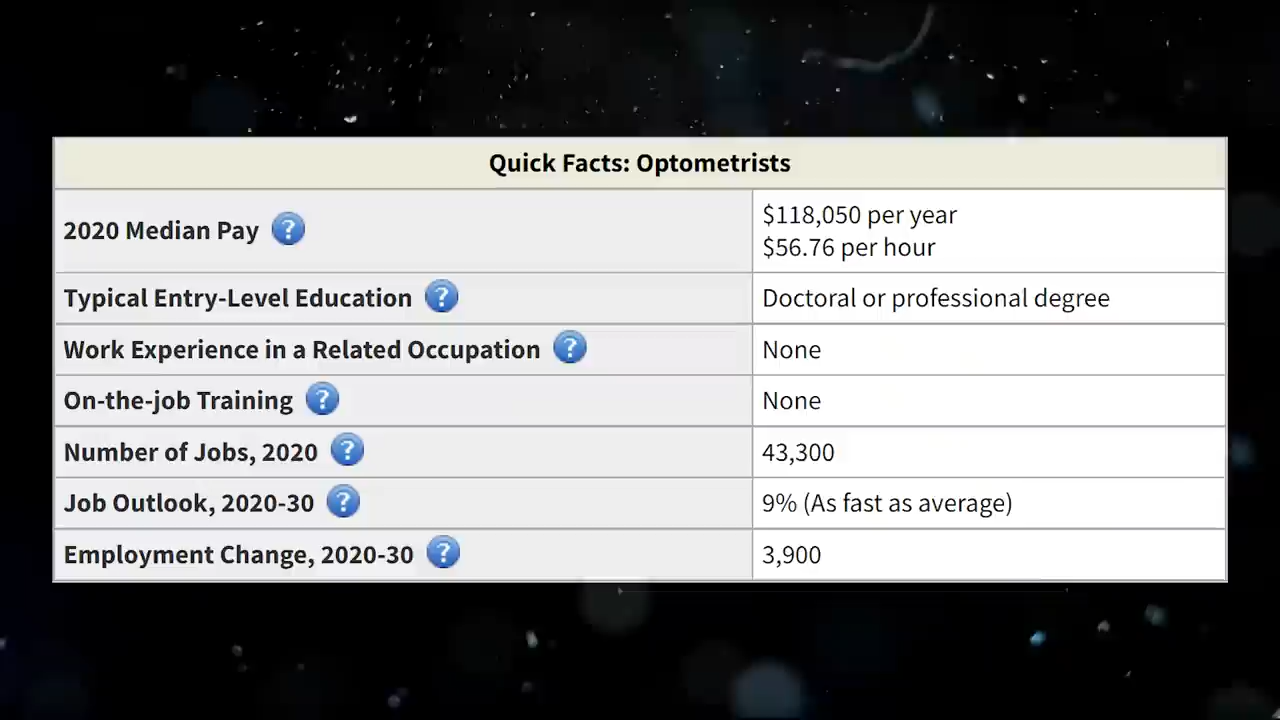 Quick Facts: Optometrists
2020 Median Pay ?
$118,050 per year
$56.76 per hour
Typical Entry-Level Education ?
Doctoral or professional degree
Work Experience in a Related Occupation ?
None
On-the-job Training ?
None
Number of Jobs, 2020 ?
43,300
Job Outlook, 2020-30 ?
9% (As fast as average)
Employment Change, 2020-30 ?
3,900